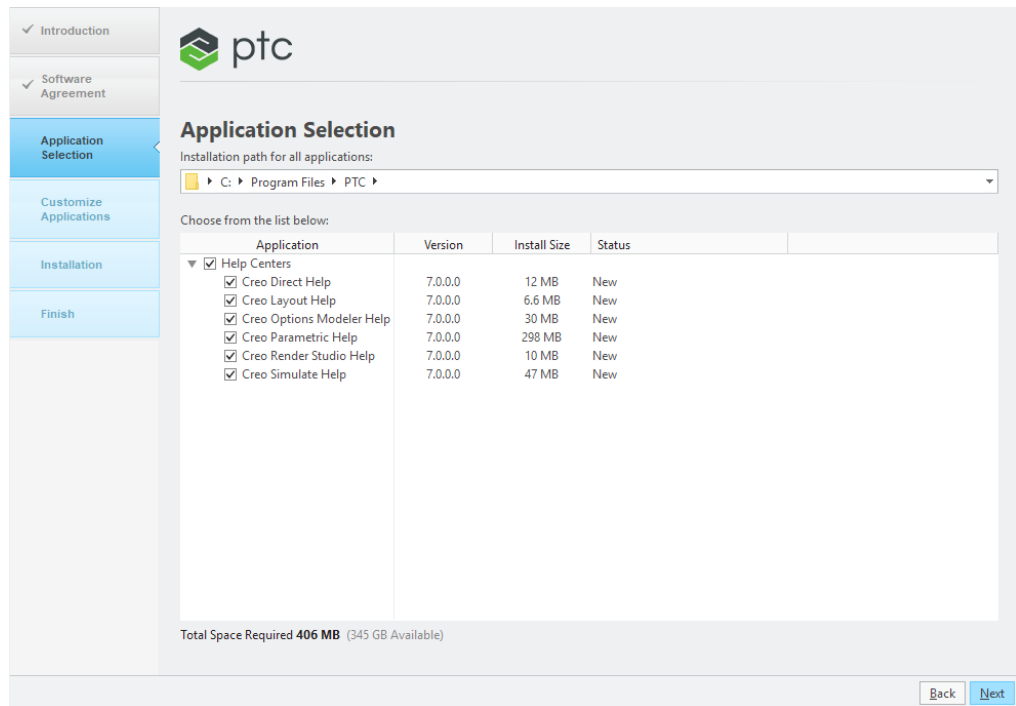 Introduction
Software
Agreement
Application
Selection
Customize
Applications
Installation
Finish
ptc
Application Selection
Installation path for all applications:
C: Program Files PTC
Choose from the list below:
Application Version Install Size Status
Help Centers
Creo Direct Help 7.0.0.0 12 MB New
Creo Layout Help 7.0.0.0 6.6 MB New
Creo Options Modeler Help 7.0.0.0 30 MB New
Creo Parametric Help 7.0.0.0 298 MB New
Creo Render Studio Help 7.0.0.0 10 MB New
Creo Simulate Help 7.0.0.0 47 MB New
Total Space Required 406 MB (345 GB Available)
Back Next